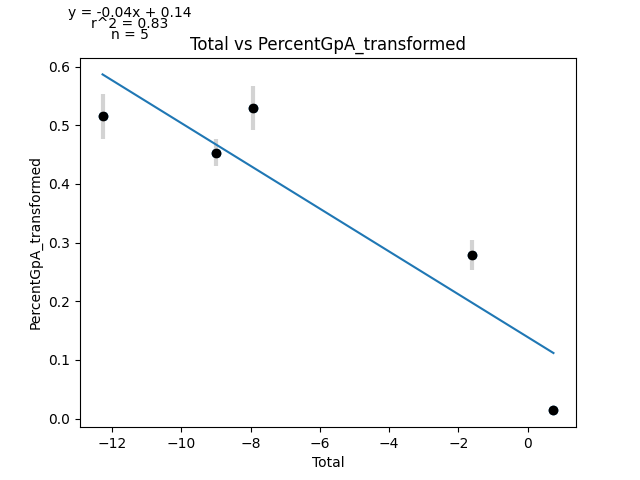 y = -0.04x + 0.14
r^2 = 0.83
n = 5
Total vs PercentGpA_transformed
PercentGpA_transformed
0.6
0.5
0.4
0.3
0.2
0.1
0.0
−12 −10 −8 −6 −4 −2 0
Total